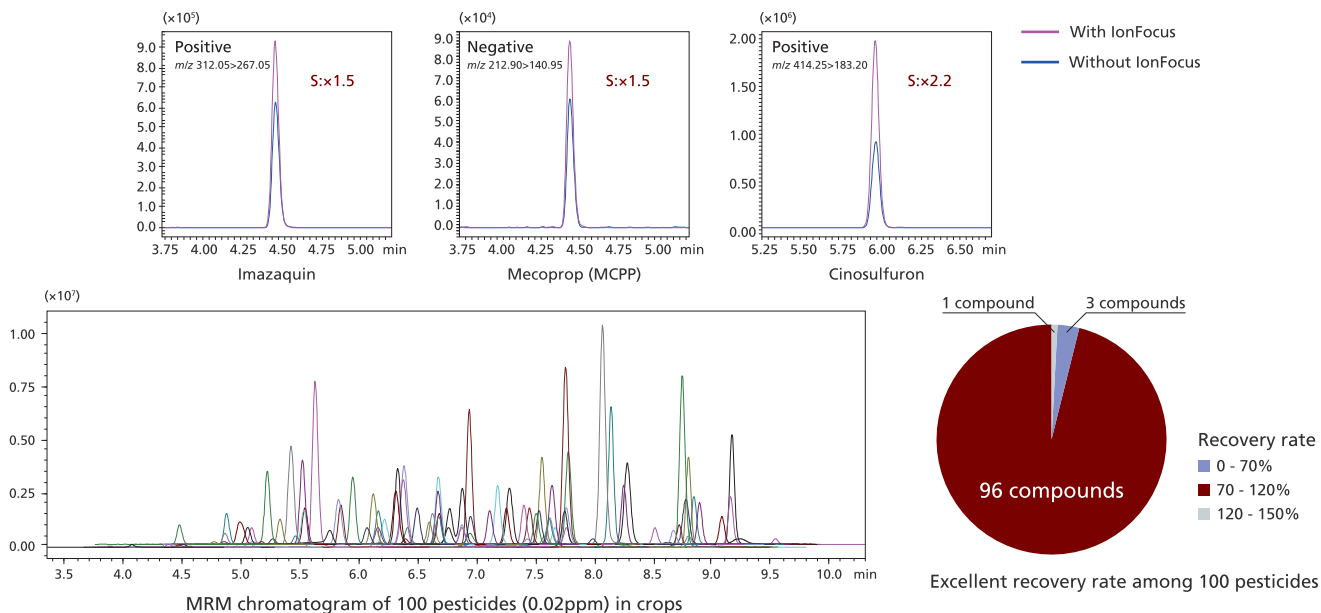 (×10⁵)
Positive
m/z 312.05>267.05
S:×1.5
9.0
8.0
7.0
6.0
5.0
4.0
3.0
2.0
1.0
0.0
3.75 4.00 4.50 4.75 5.00 min
Imazaquin
(×10⁴)
Negative
m/z 212.90>140.95
S:×1.5
9.0
8.0
7.0
6.0
5.0
4.0
3.0
2.0
1.0
0.0
3.75 4.00 4.50 4.75 5.00 min
Mecoprop (MCPP)
(×10⁶)
Positive
m/z 414.25>183.20
S:×2.2
2.00
1.50
1.00
0.50
0.00
5.25 5.75 6.00 6.50 min
Cinosulfuron
With IonFocus
Without IonFocus
(×10⁷)
1.00
0.75
0.50
0.25
0.00
3.5 4.0 4.5 5.0 5.5 6.0 6.5 7.0 7.5 8.0 8.5 9.0 9.5 10.0 min
MRM chromatogram of 100 pesticides (0.02ppm) in crops
1 compound
3 compounds
96 compounds
Recovery rate
0 - 70%
70 - 120%
120 - 150%
Excellent recovery rate among 100 pesticides